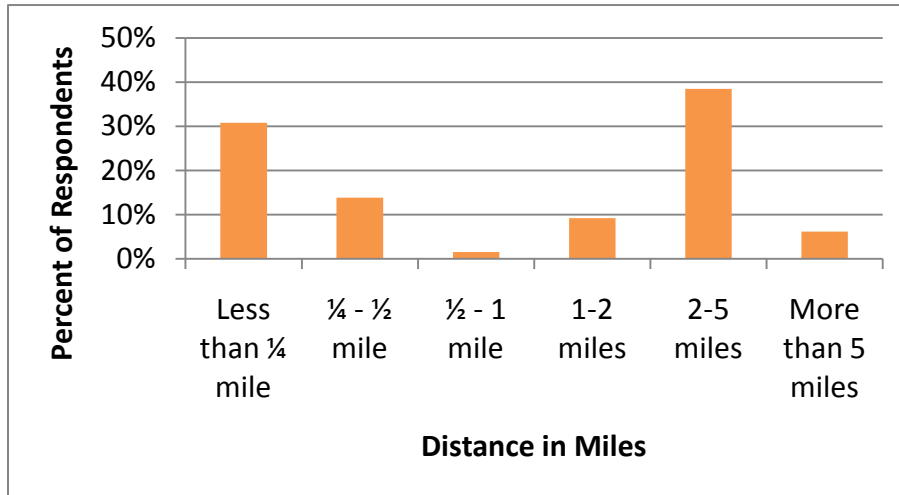 Percent of Respondents
50%
40%
30%
20%
10%
0%
Less than ¼ mile
¼ - ½ mile
½ - 1 mile
1-2 miles
2-5 miles
More than 5 miles
Distance in Miles